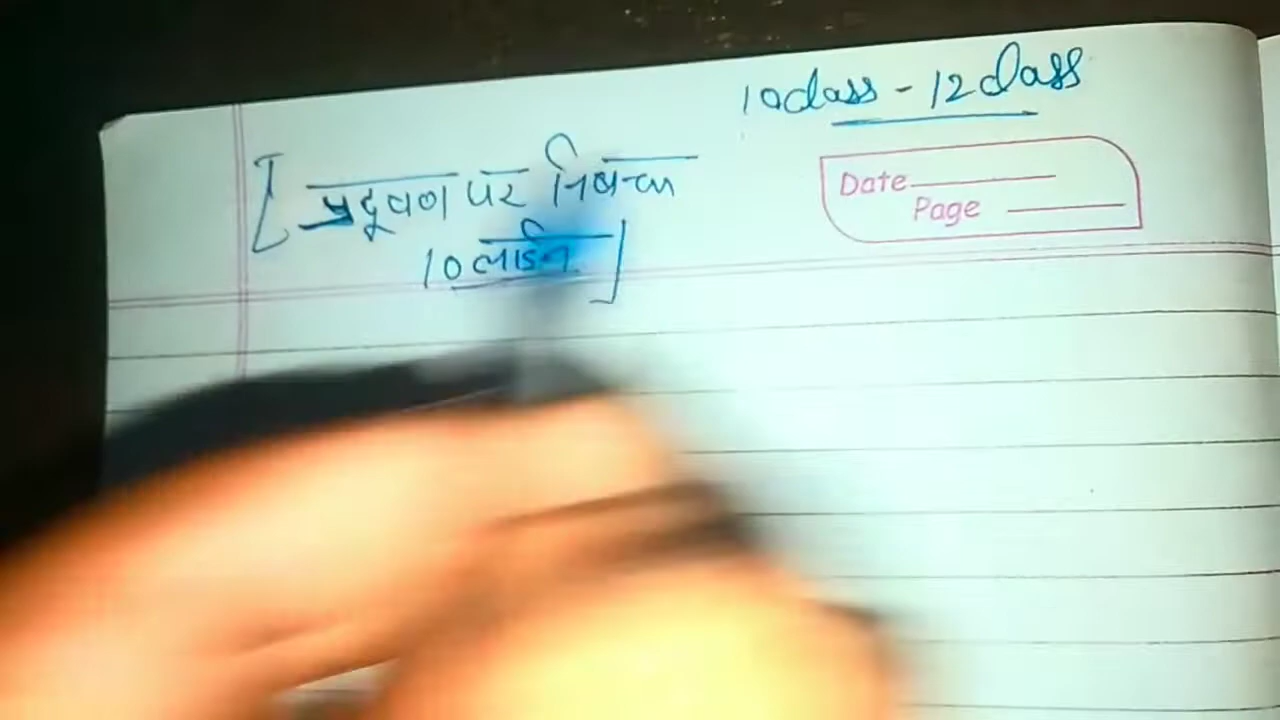 10class - 12class
[ प्रदूषण पर निबन्ध
10 लाईन ]
Date
Page